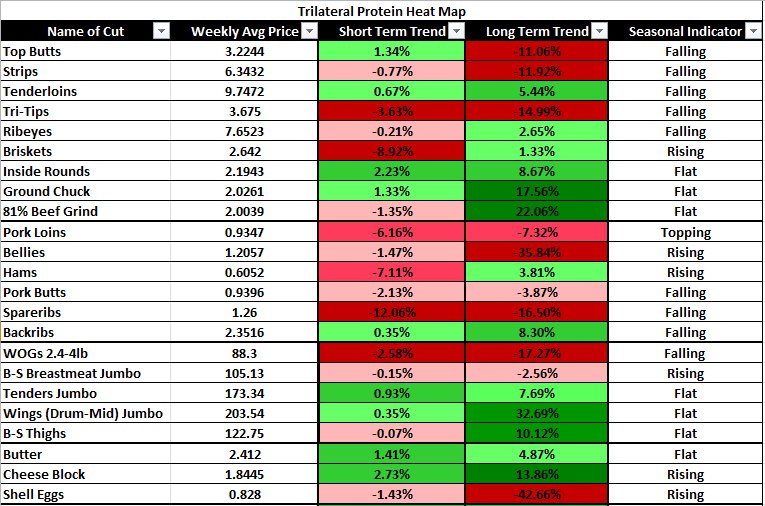 Trilateral Protein Heat Map
Name of Cut Weekly Avg Price Short Term Trend Long Term Trend Seasonal Indicator
Top Butts 3.2244 1.34% -11.06% Falling
Strips 6.3432 -0.77% -11.92% Falling
Tenderloins 9.7472 0.67% 5.44% Falling
Tri-Tips 3.675 -3.63% -14.99% Falling
Ribeyes 7.6523 -0.21% 2.65% Falling
Briskets 2.642 -8.92% 1.33% Rising
Inside Rounds 2.1943 2.23% 8.67% Flat
Ground Chuck 2.0261 1.33% 17.56% Flat
81% Beef Grind 2.0039 -1.35% 22.06% Flat
Pork Loins 0.9347 -6.16% -7.32% Topping
Bellies 1.2057 -1.47% -35.84% Rising
Hams 0.6052 -7.11% 3.81% Rising
Pork Butts 0.9396 -2.13% -3.87% Falling
Spareribs 1.26 -12.06% -16.50% Falling
Backribs 2.3516 0.35% 8.30% Falling
WOGs 2.4-4lb 88.3 -2.58% -17.27% Falling
B-S Breastmeat Jumbo 105.13 -0.15% -2.56% Rising
Tenders Jumbo 173.34 0.93% 7.69% Flat
Wings (Drum-Mid) Jumbo 203.54 0.35% 32.69% Flat
B-S Thighs 122.75 -0.07% 10.12% Flat
Butter 2.412 1.41% 4.87% Flat
Cheese Block 1.8445 2.73% 13.86% Rising
Shell Eggs 0.828 -1.43% -42.66% Rising